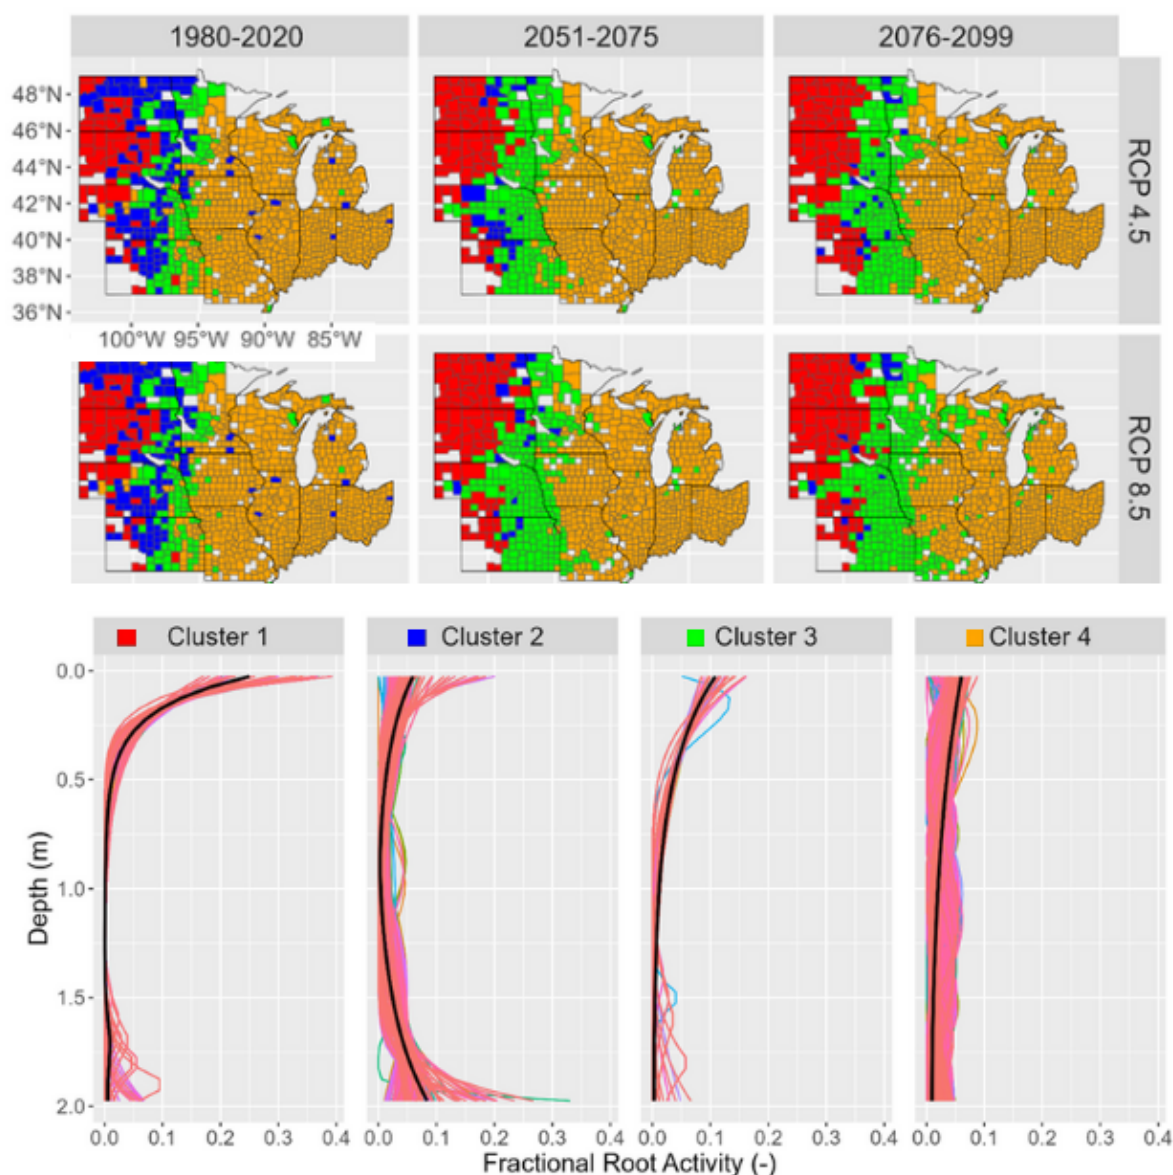 1980-2020 2051-2075 2076-2099
48°N
46°N
44°N
42°N
40°N
38°N
36°N
RCP 4.5
100°W 95°W 90°W 85°W
RCP 8.5
Cluster 1 Cluster 2 Cluster 3 Cluster 4
0.0
0.5
1.0
1.5
2.0
Depth (m)
0.0 0.1 0.2 0.3 0.4 0.0 0.1 0.2 0.3 0.4 0.0 0.1 0.2 0.3 0.4 0.0 0.1 0.2 0.3 0.4
Fractional Root Activity (-)